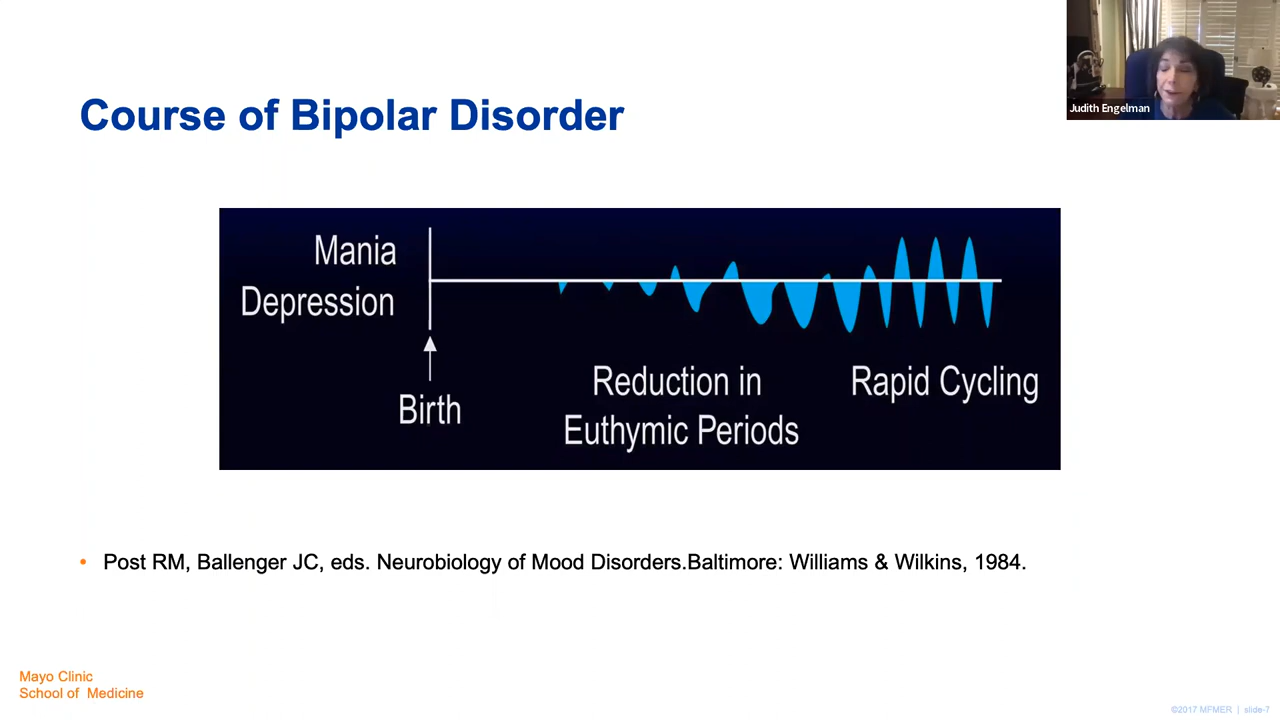 Judith Engelman
Course of Bipolar Disorder
Mania
Depression
Birth
Reduction in
Euthymic Periods
Rapid Cycling
• Post RM, Ballenger JC, eds. Neurobiology of Mood Disorders.Baltimore: Williams & Wilkins, 1984.
Mayo Clinic
School of Medicine
©2017 MFMER | slide-7